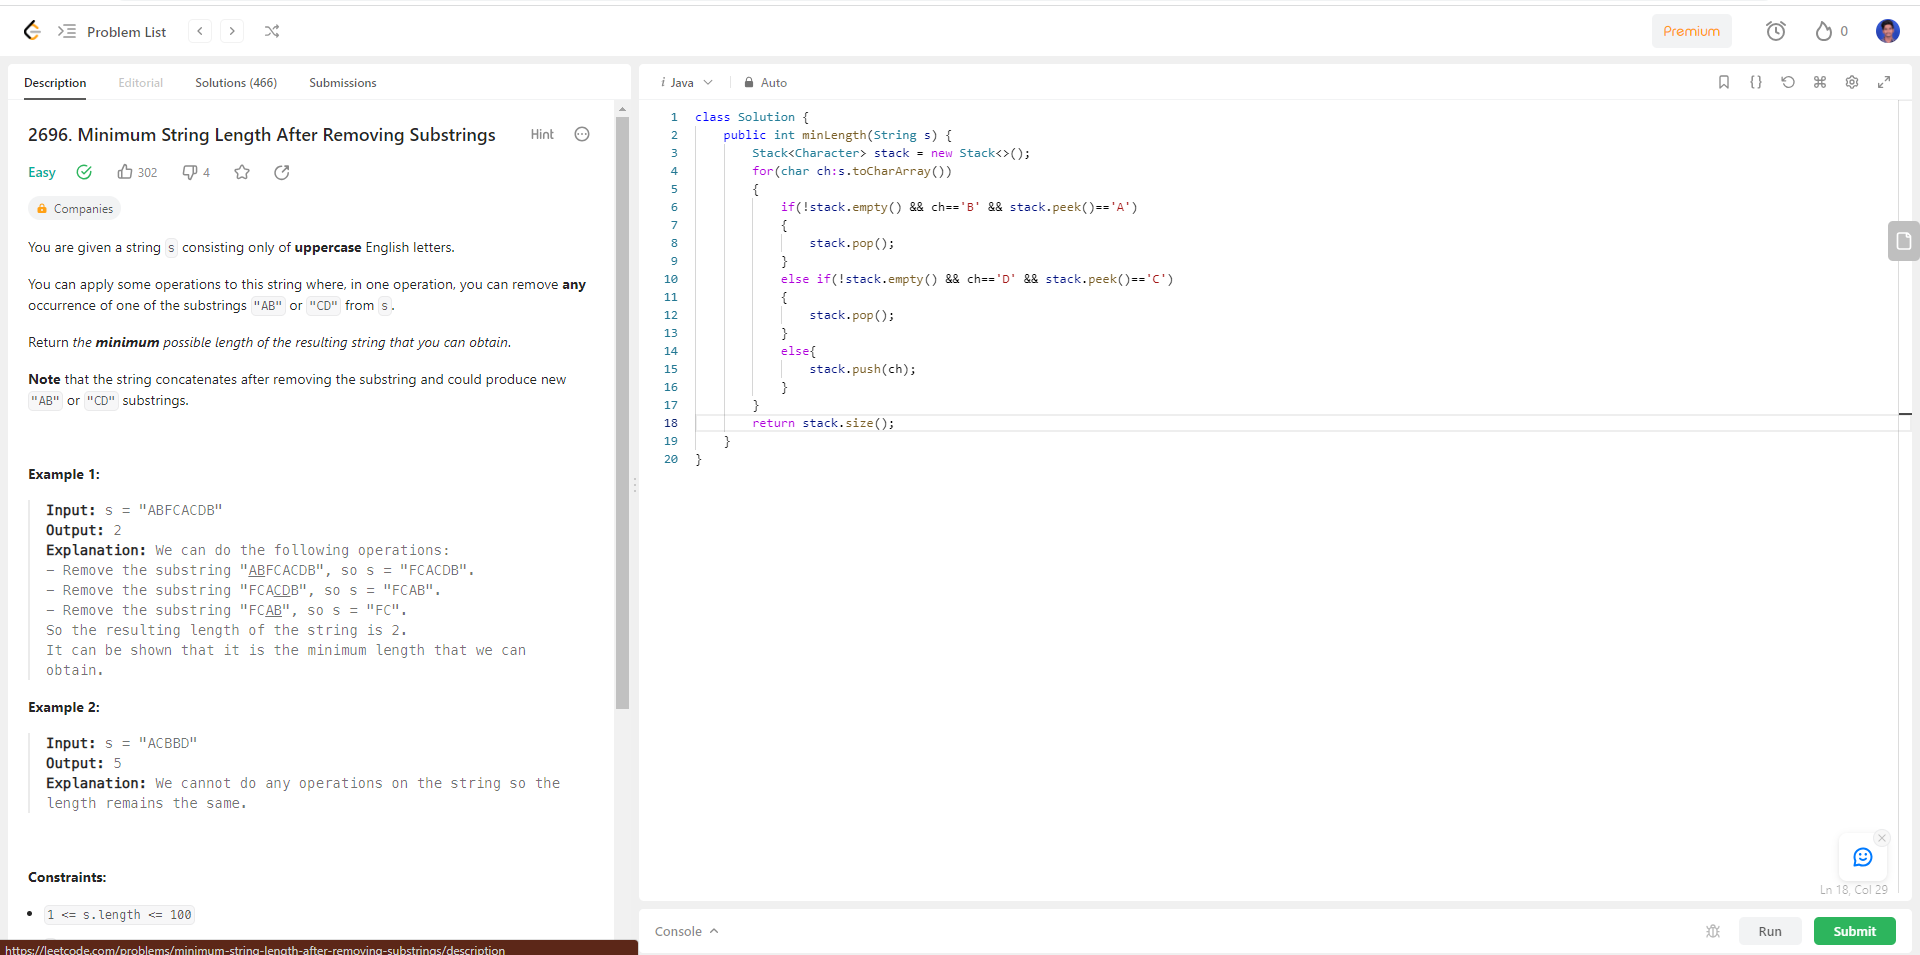 Problem List
Premium
0
Description Editorial Solutions (466) Submissions
2696. Minimum String Length After Removing Substrings Hint
Easy 302 4
Companies
You are given a string s consisting only of uppercase English letters.
You can apply some operations to this string where, in one operation, you can remove any
occurrence of one of the substrings "AB" or "CD" from s.
Return the minimum possible length of the resulting string that you can obtain.
Note that the string concatenates after removing the substring and could produce new
"AB" or "CD" substrings.
Example 1:
Input: s = "ABFCACDB"
Output: 2
Explanation: We can do the following operations:
- Remove the substring "ABFCACDB", so s = "FCACDB".
- Remove the substring "FCACDB", so s = "FCAB".
- Remove the substring "FCAB", so s = "FC".
So the resulting length of the string is 2.
It can be shown that it is the minimum length that we can
obtain.
Example 2:
Input: s = "ACBBD"
Output: 5
Explanation: We cannot do any operations on the string so the
length remains the same.
Constraints:
• 1 <= s.length <= 100
https://leetcode.com/problems/minimum-string-length-after-removing-substrings/description
i Java Auto
1 class Solution {
2 public int minLength(String s) {
3 Stack<Character> stack = new Stack<>();
4 for(char ch:s.toCharArray())
5 {
6 if(!stack.empty() && ch=='B' && stack.peek()=='A')
7 {
8 stack.pop();
9 }
10 else if(!stack.empty() && ch=='D' && stack.peek()=='C')
11 {
12 stack.pop();
13 }
14 else{
15 stack.push(ch);
16 }
17 }
18 return stack.size();
19 }
20 }
Ln 18, Col 29
Console Run Submit